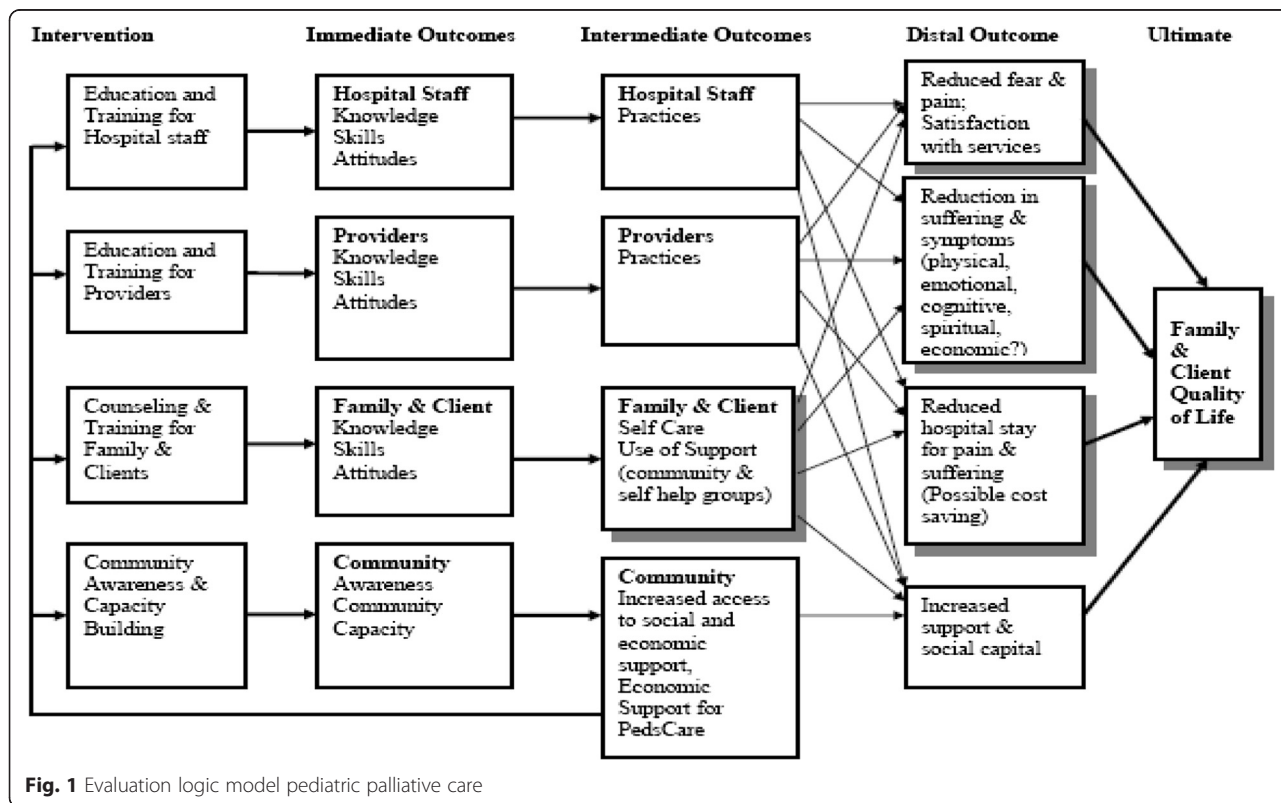 Intervention
Immediate Outcomes
Intermediate Outcomes
Distal Outcome
Ultimate
Education and
Training for
Hospital staff
Hospital Staff
Knowledge
Skills
Attitudes
Hospital Staff
Practices
Reduced fear &
pain;
Satisfaction
with services
Education and
Training for
Providers
Providers
Knowledge
Skills
Attitudes
Providers
Practices
Reduction in
suffering &
symptoms
(physical,
emotional,
cognitive,
spiritual,
economic?)
Counseling &
Training for
Family &
Clients
Family & Client
Knowledge
Skills
Attitudes
Family & Client
Self Care
Use of Support
(community &
self help groups)
Reduced
hospital stay
for pain &
suffering
(Possible cost
saving)
Community
Awareness &
Capacity
Building
Community
Awareness
Community
Capacity
Community
Increased access
to social and
economic
support,
Economic
Support for
PedsCare
Increased
support &
social capital
Family
&
Client
Quality
of Life
Fig. 1 Evaluation logic model pediatric palliative care